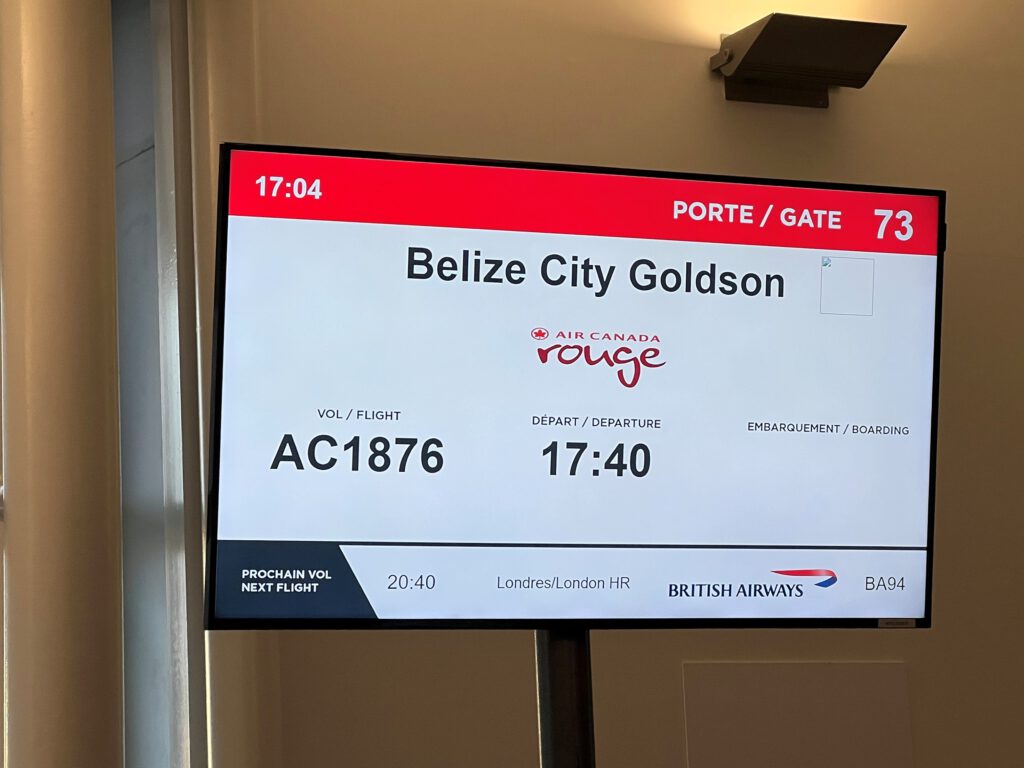 17:04
PORTE / GATE 73
Belize City Goldson
AIR CANADA
rouge
VOL / FLIGHT
DÉPART / DEPARTURE
EMBARQUEMENT / BOARDING
AC1876
17:40
PROCHAIN VOL
NEXT FLIGHT
20:40
Londres/London HR
BRITISH AIRWAYS
BA94